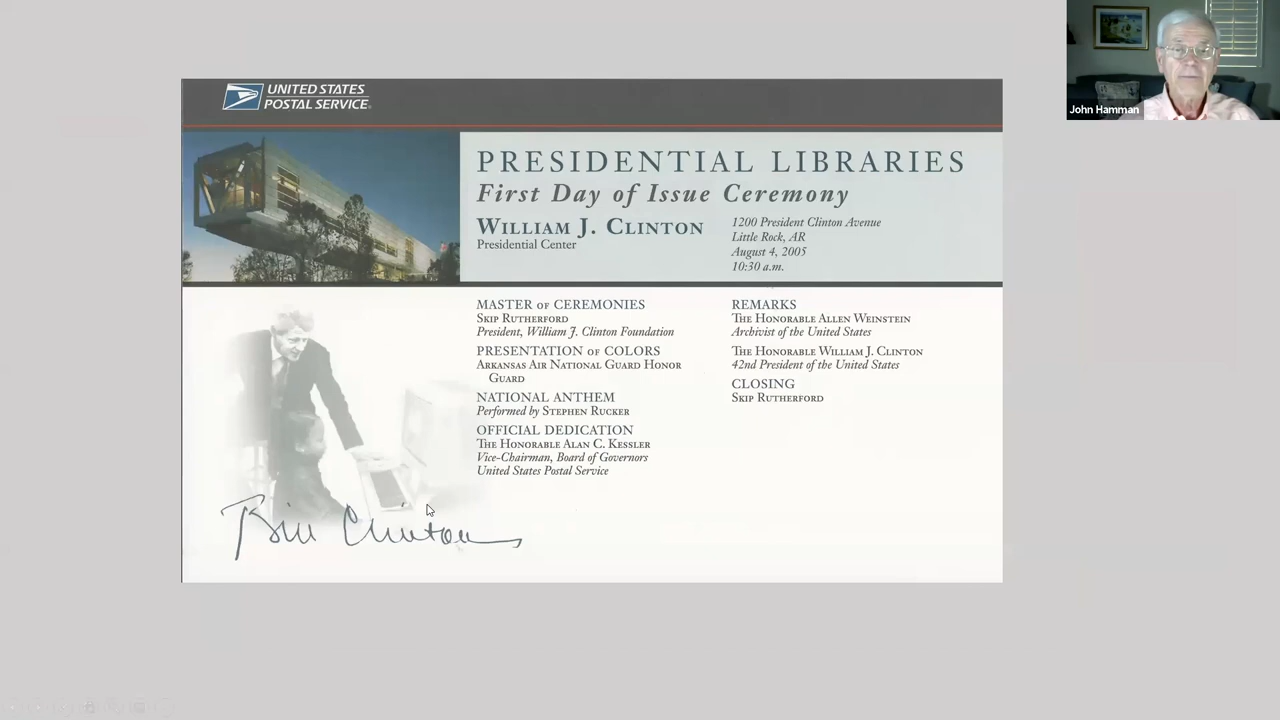 UNITED STATES
POSTAL SERVICE®
John Hamman
PRESIDENTIAL LIBRARIES
First Day of Issue Ceremony
WILLIAM J. CLINTON
Presidential Center
1200 President Clinton Avenue
Little Rock, AR
August 4, 2005
10:30 a.m.
MASTER OF CEREMONIES
SKIP RUTHERFORD
President, William J. Clinton Foundation
PRESENTATION OF COLORS
ARKANSAS AIR NATIONAL GUARD HONOR
GUARD
NATIONAL ANTHEM
Performed by STEPHEN RUCKER
OFFICIAL DEDICATION
THE HONORABLE ALAN C. KESSLER
Vice-Chairman, Board of Governors
United States Postal Service
REMARKS
THE HONORABLE ALLEN WEINSTEIN
Archivist of the United States
THE HONORABLE WILLIAM J. CLINTON
42nd President of the United States
CLOSING
SKIP RUTHERFORD
Bill Clinton